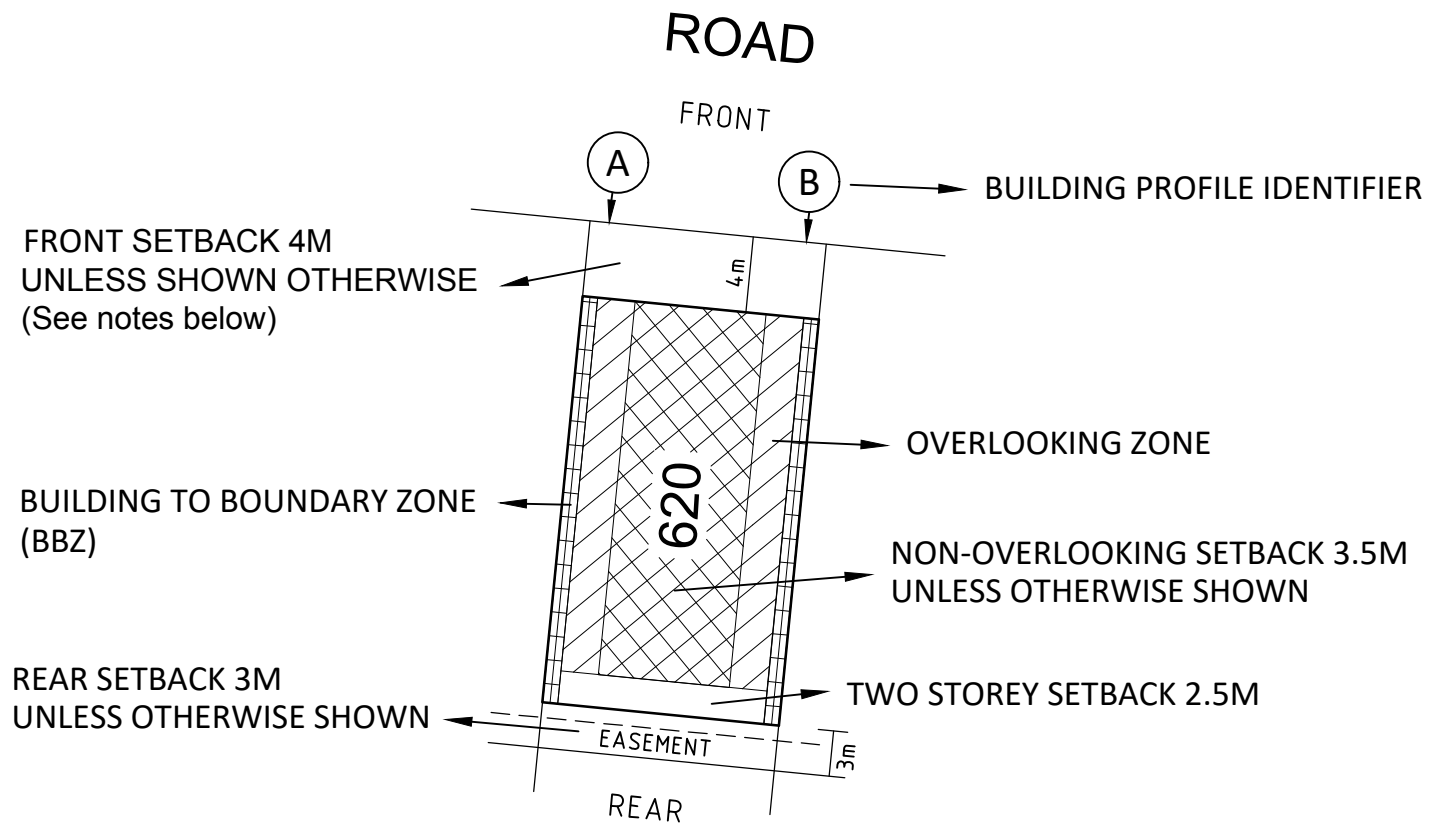 ROAD
FRONT
A
B
BUILDING PROFILE IDENTIFIER
FRONT SETBACK 4M
UNLESS SHOWN OTHERWISE
(See notes below)
4m
OVERLOOKING ZONE
620
BUILDING TO BOUNDARY ZONE
(BBZ)
NON-OVERLOOKING SETBACK 3.5M
UNLESS OTHERWISE SHOWN
REAR SETBACK 3M
UNLESS OTHERWISE SHOWN
TWO STOREY SETBACK 2.5M
EASEMENT
3m
REAR